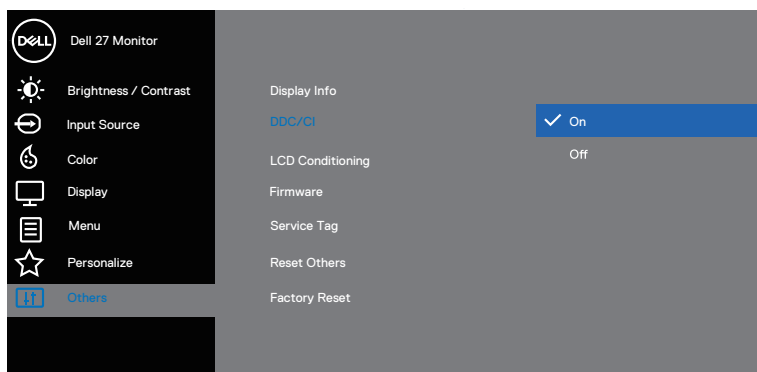 DELL
Dell 27 Monitor
Brightness / Contrast
Input Source
Color
Display
Menu
Personalize
Others
Display Info
DDC/CI
LCD Conditioning
Firmware
Service Tag
Reset Others
Factory Reset
On
Off